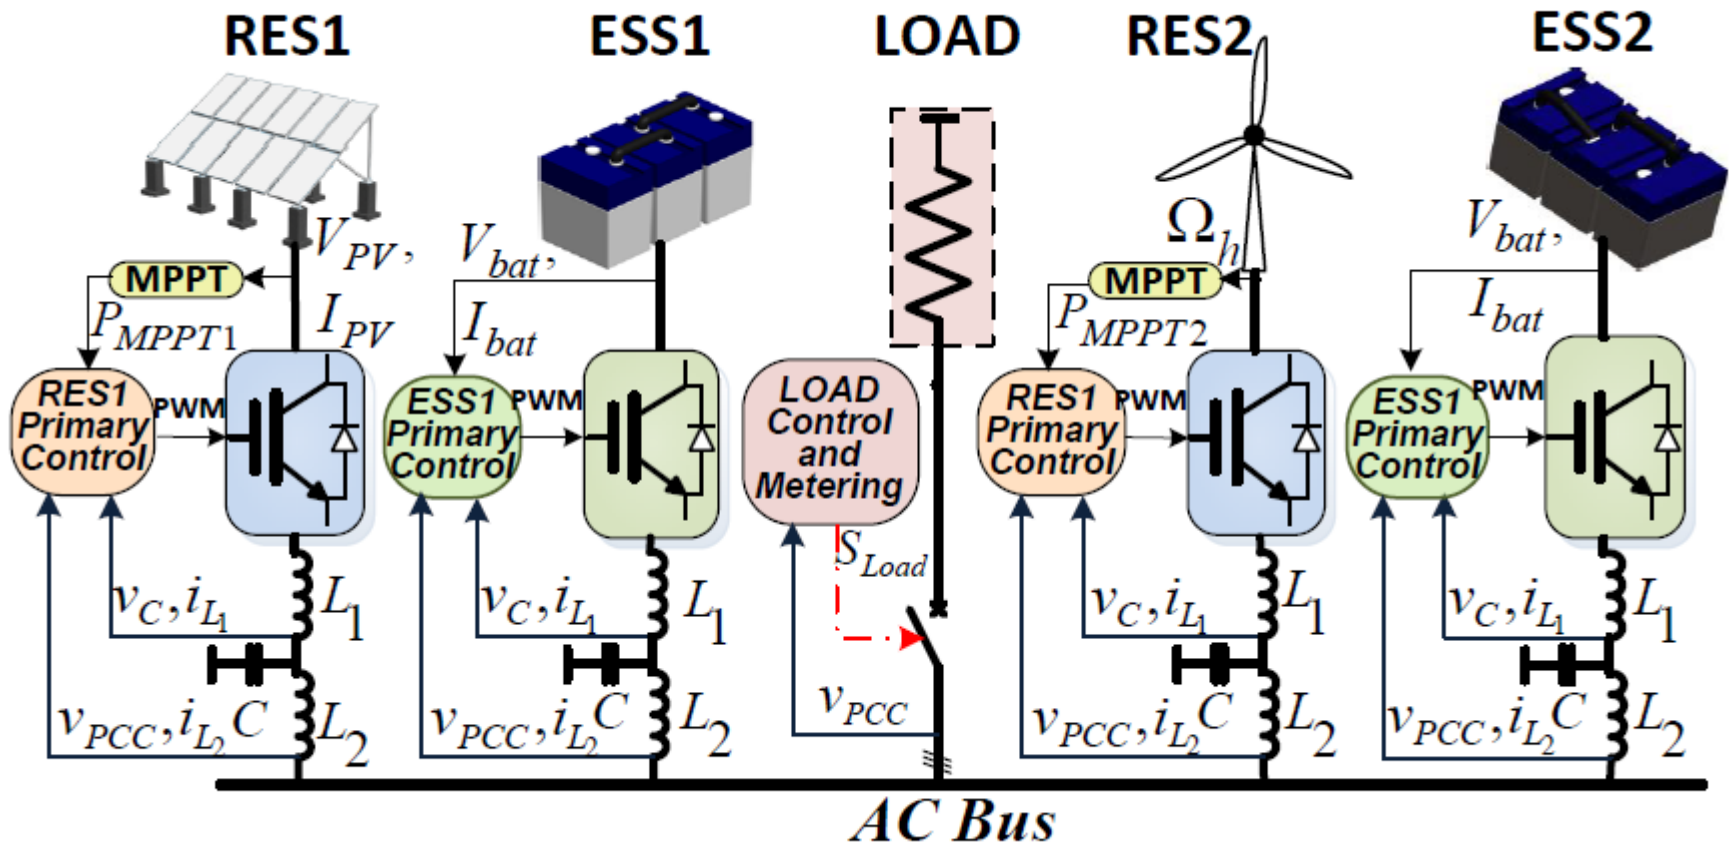 RES1
ESS1
LOAD
RES2
ESS2
V_PV,
MPPT
P_MPPT1
I_PV
RES1
Primary
Control
PWM
v_C, i_L1
L_1
C
v_PCC, i_L2
L_2
V_bat,
I_bat
ESS1
Primary
Control
PWM
v_C, i_L1
L_1
C
v_PCC, i_L2
L_2
LOAD
Control
and
Metering
S_Load
v_PCC
Ω_h
MPPT
P_MPPT2
RES1
Primary
Control
PWM
v_C, i_L1
L_1
C
v_PCC, i_L2
L_2
V_bat,
I_bat
ESS1
Primary
Control
PWM
v_C, i_L1
L_1
C
v_PCC, i_L2
L_2
AC Bus